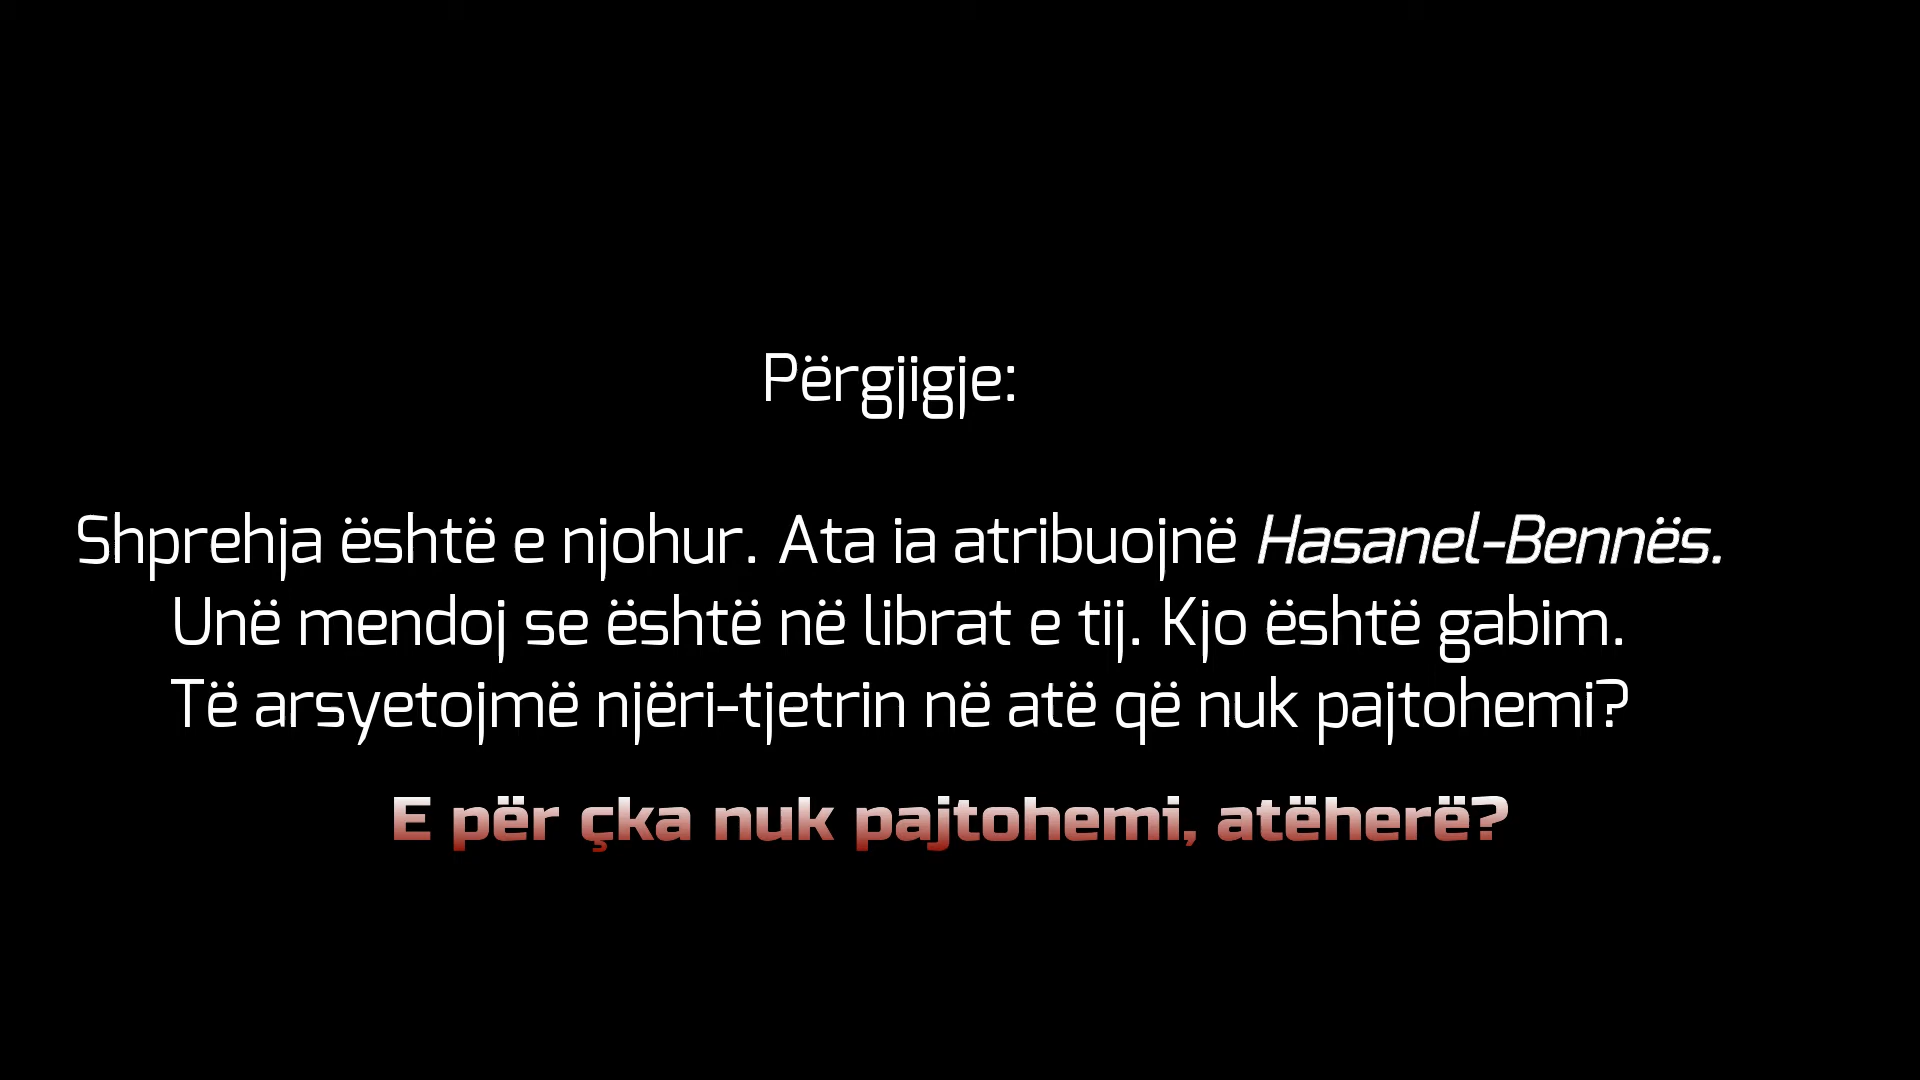 Përgjigje:
Shprehja është e njohur. Ata ia atribuojnë Hasanel-Bennës.
Unë mendoj se është në librat e tij. Kjo është gabim.
Të arsyetojmë njëri-tjetrin në atë që nuk pajtohemi?
E për çka nuk pajtohemi, atëherë?